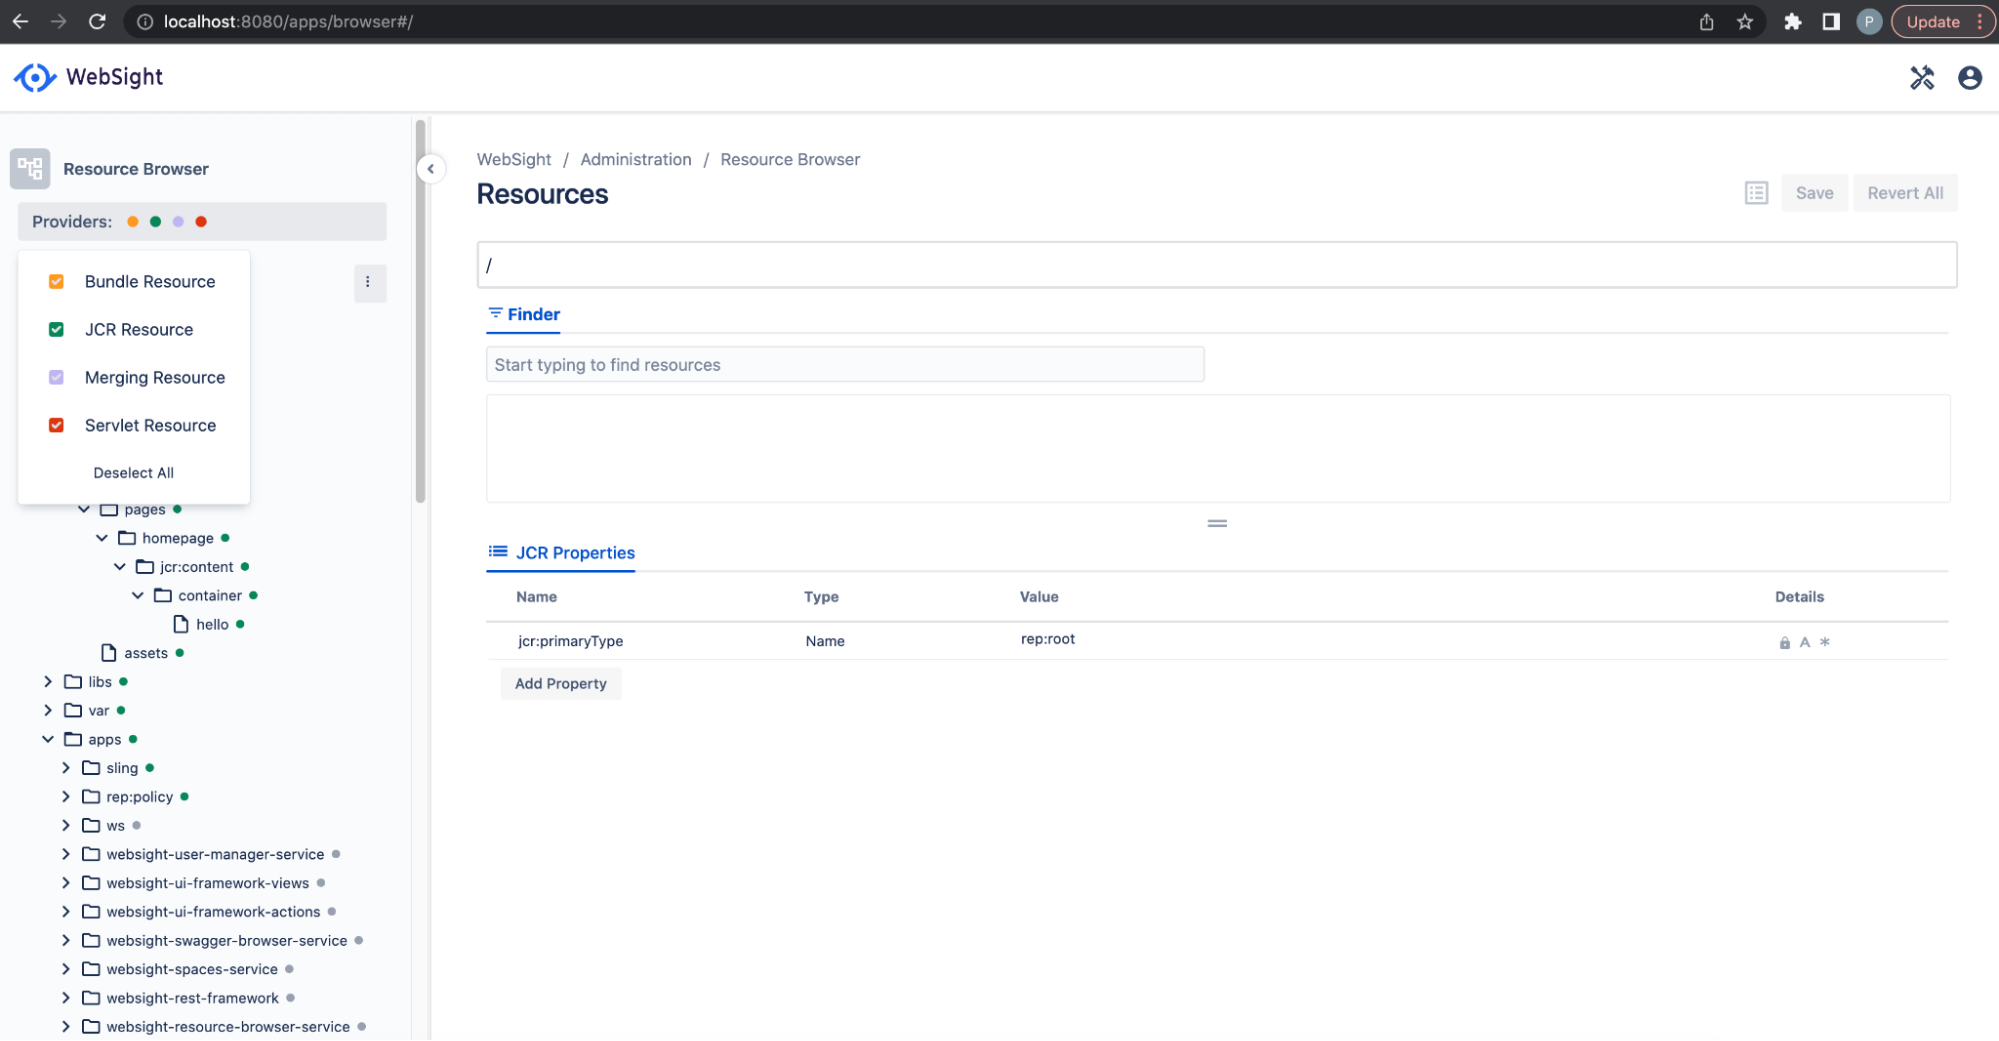 localhost:8080/apps/browser#/
P
Update
WebSight
Resource Browser
Providers:
Bundle Resource
JCR Resource
Merging Resource
Servlet Resource
Deselect All
pages
homepage
jcr:content
container
hello
assets
libs
var
apps
sling
rep:policy
ws
websight-user-manager-service
websight-ui-framework-views
websight-ui-framework-actions
websight-swagger-browser-service
websight-spaces-service
websight-rest-framework
websight-resource-browser-service
WebSight / Administration / Resource Browser
Resources
Save Revert All
/
Finder
Start typing to find resources
JCR Properties
Name Type Value Details
jcr:primaryType Name rep:root A *
Add Property